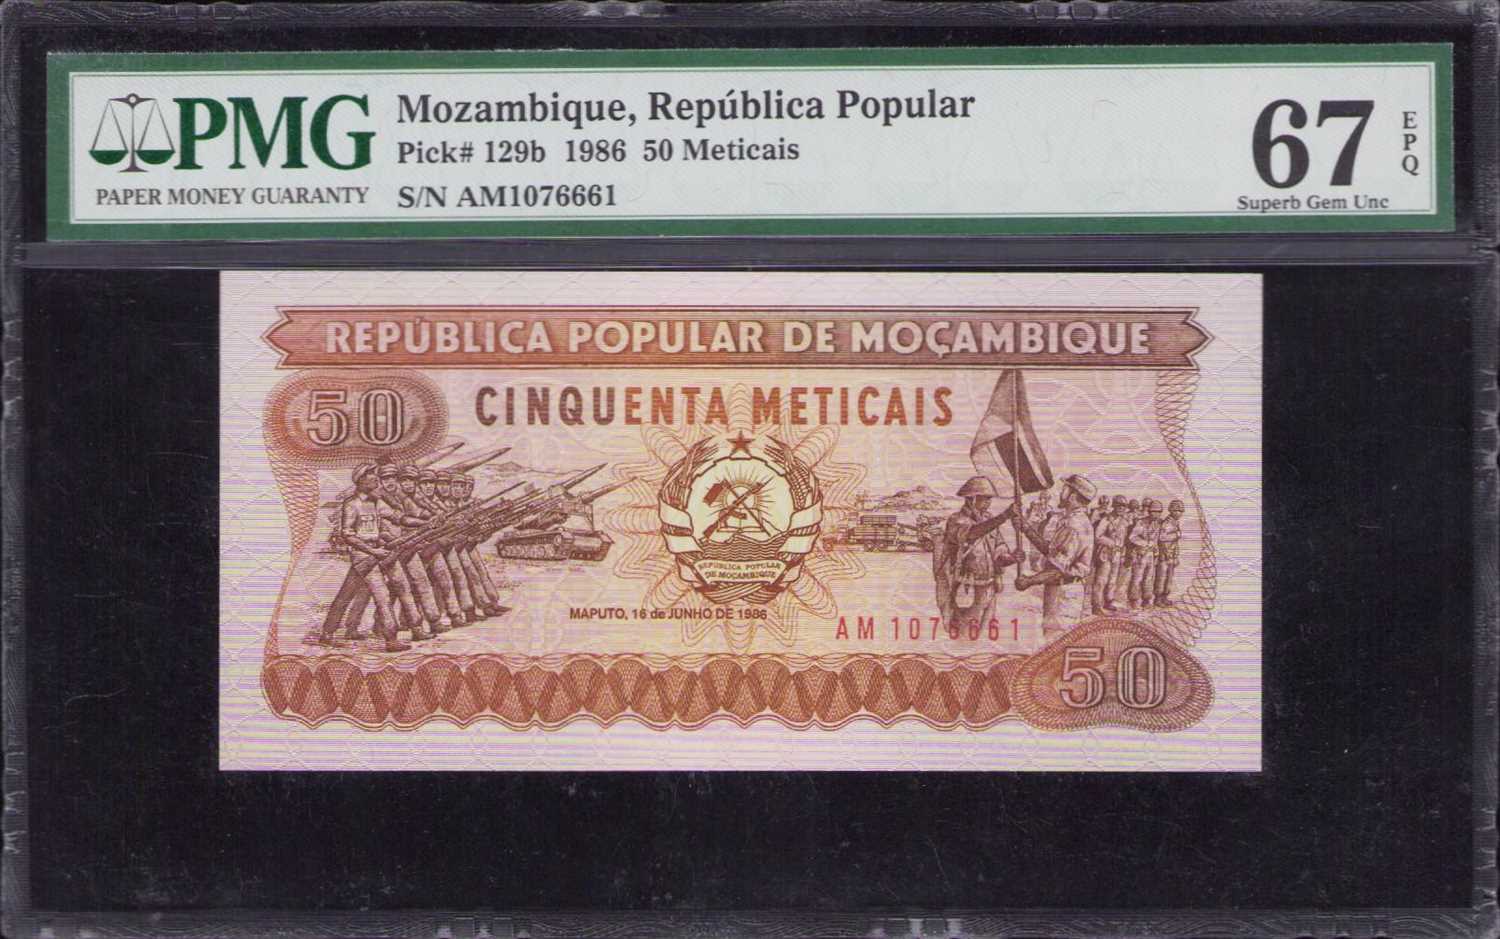 PMG
PAPER MONEY GUARANTY
Mozambique, República Popular
Pick# 129b 1986 50 Meticais
S/N AM1076661
67
EPQ
Superb Gem Unc
REPÚBLICA POPULAR DE MOÇAMBIQUE
50
CINQUENTA METICAIS
REPÚBLICA POPULAR
DE MOÇAMBIQUE
MAPUTO, 16 de JUNHO DE 1986
AM 1076661
50